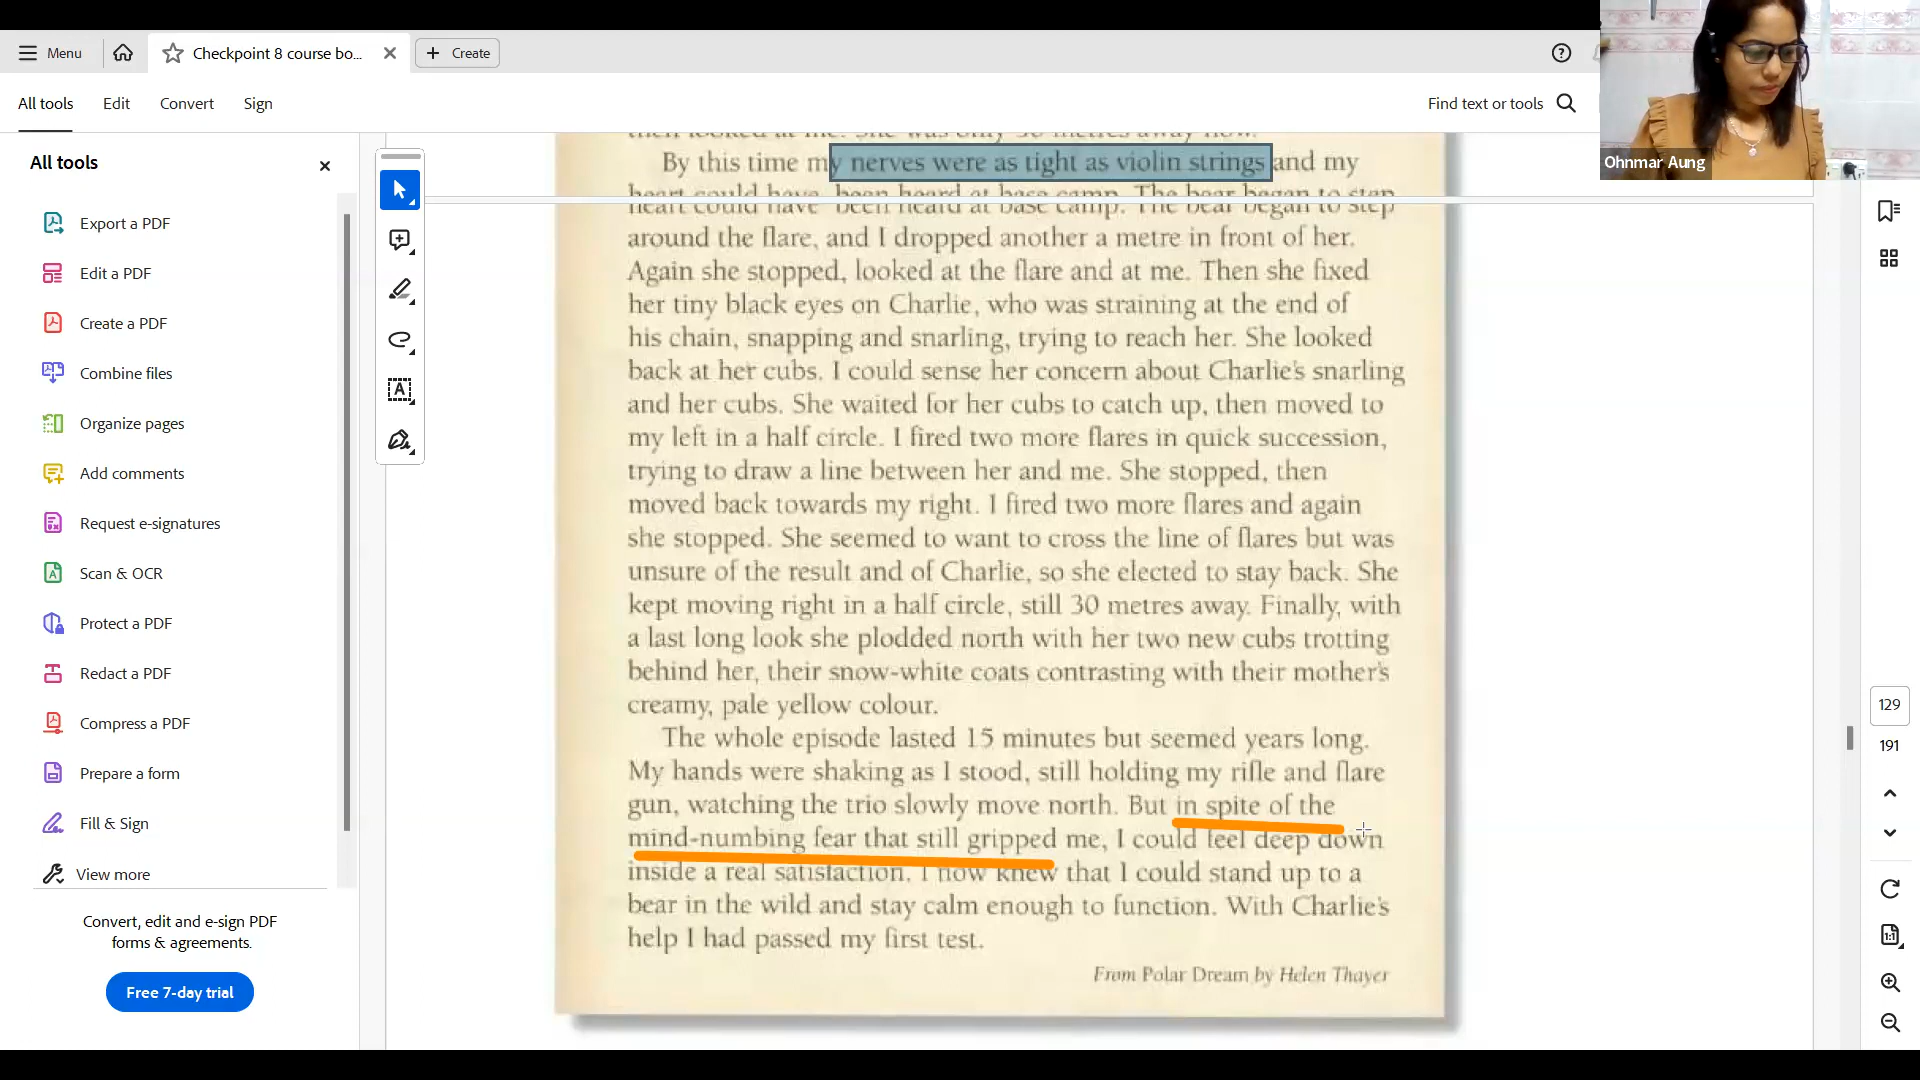 Menu
Checkpoint 8 course bo...
Create
All tools
Edit
Convert
Sign
Find text or tools
Ohnmar Aung
All tools
Export a PDF
Edit a PDF
Create a PDF
Combine files
Organize pages
Add comments
Request e-signatures
Scan & OCR
Protect a PDF
Redact a PDF
Compress a PDF
Prepare a form
Fill & Sign
View more
Convert, edit and e-sign PDF
forms & agreements.
Free 7-day trial
then looked at me. She was only 30 metres away now.
By this time my nerves were as tight as violin strings and my
heart could have been heard at base camp. The bear began to step
around the flare, and I dropped another a metre in front of her.
Again she stopped, looked at the flare and at me. Then she fixed
her tiny black eyes on Charlie, who was straining at the end of
his chain, snapping and snarling, trying to reach her. She looked
back at her cubs. I could sense her concern about Charlie's snarling
and her cubs. She waited for her cubs to catch up, then moved to
my left in a half circle. I fired two more flares in quick succession,
trying to draw a line between her and me. She stopped, then
moved back towards my right. I fired two more flares and again
she stopped. She seemed to want to cross the line of flares but was
unsure of the result and of Charlie, so she elected to stay back. She
kept moving right in a half circle, still 30 metres away. Finally, with
a last long look she plodded north with her two new cubs trotting
behind her, their snow-white coats contrasting with their mother's
creamy, pale yellow colour.
The whole episode lasted 15 minutes but seemed years long.
My hands were shaking as I stood, still holding my rifle and flare
gun, watching the trio slowly move north. But in spite of the
mind-numbing fear that still gripped me, I could feel deep down
inside a real satisfaction. I now knew that I could stand up to a
bear in the wild and stay calm enough to function. With Charlie's
help I had passed my first test.
From Polar Dream by Helen Thayer
129
191